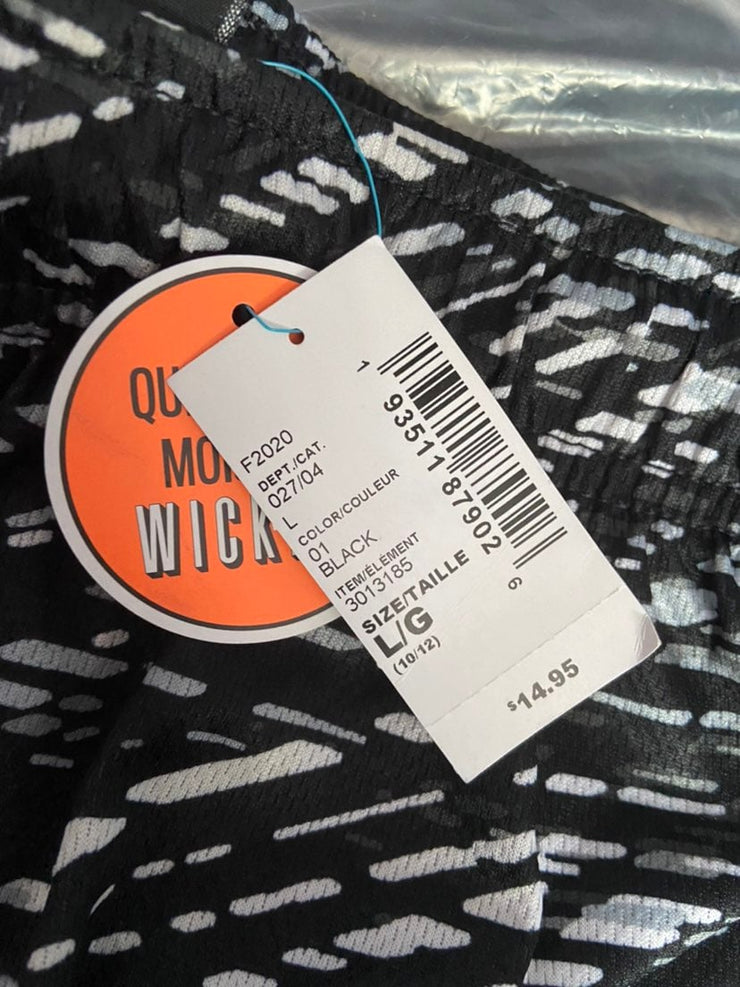 WICK
F2020
DEPT./CAT.
027/04
L
COLOR/COULEUR
01
BLACK
ITEM/ÉLÉMENT
3013185
SIZE/TAILLE
L/G
(10/12)
1 93511 87902 6
$14.95